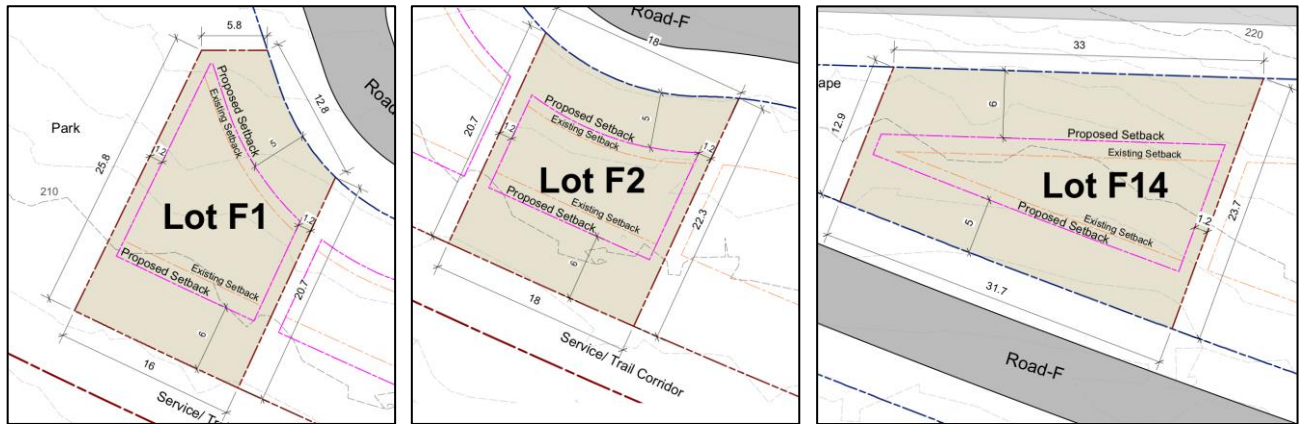 5.8
Proposed Setback
Existing Setback
Road
12.8
Park
1.2
5
25.8
210
Lot F1
1.2
Existing Setback
Proposed Setback
20.7
6
16
Service/ Tra
Road-F
18
Proposed Setback
5
Existing Setback
20.7
1.2
1.2
Lot F2
Existing Setback
Proposed Setback
22.3
6
18
Service/ Trail Corridor
220
33
ape
6
12.9
Proposed Setback
Existing Setback
Lot F14
Existing Setback
Proposed Setback
1.2
23.7
5
31.7
Road-F